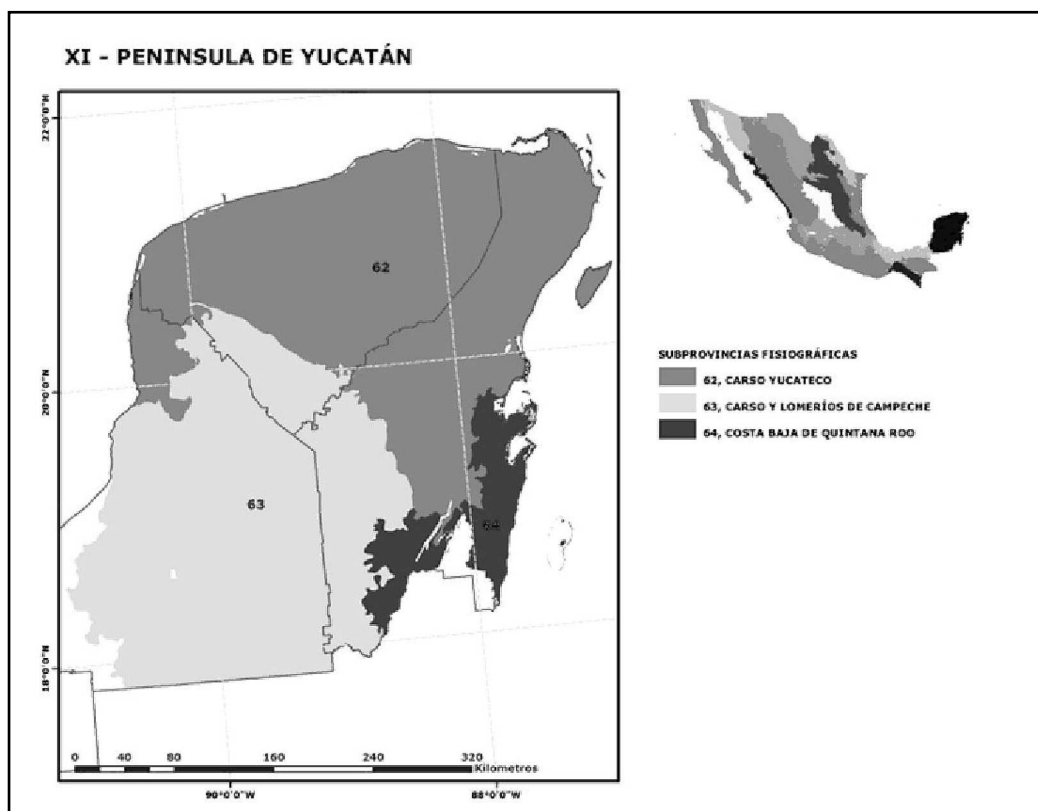 XI - PENINSULA DE YUCATÁN
22°0'0"N
20°0'0"N
18°0'0"N
62
63
64
0 40 80 160 240 320
Kilometros
90°0'0"W 88°0'0"W
SUBPROVINCIAS FISIOGRÁFICAS
62, CARSO YUCATECO
63, CARSO Y LOMERÍOS DE CAMPECHE
64, COSTA BAJA DE QUINTANA ROO